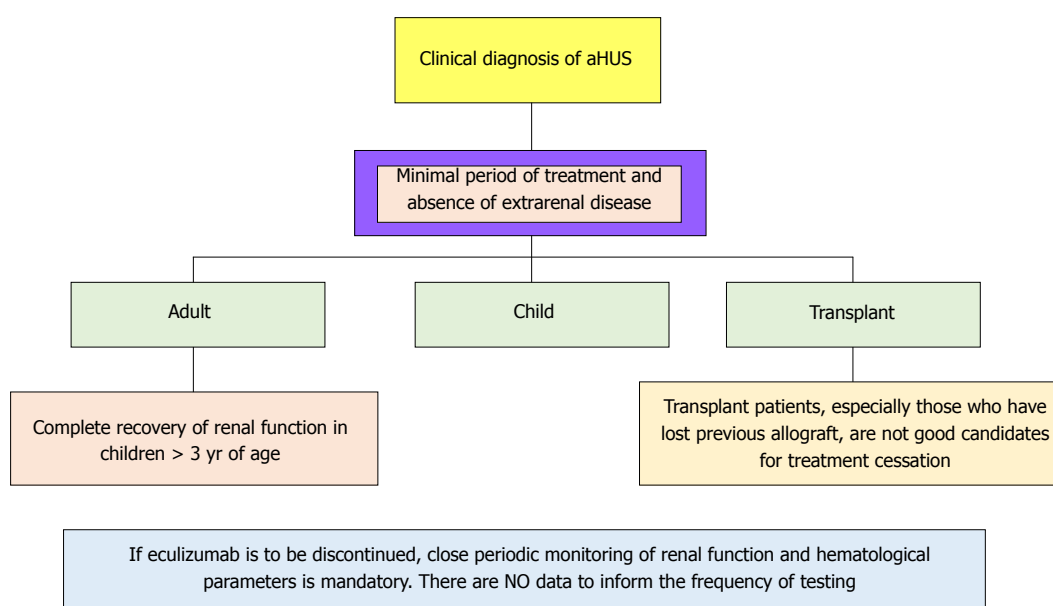 Clinical diagnosis of aHUS
Minimal period of treatment and
absence of extrarenal disease
Adult
Child
Transplant
Complete recovery of renal function in
children > 3 yr of age
Transplant patients, especially those who have
lost previous allograft, are not good candidates
for treatment cessation
If eculizumab is to be discontinued, close periodic monitoring of renal function and hematological
parameters is mandatory. There are NO data to inform the frequency of testing